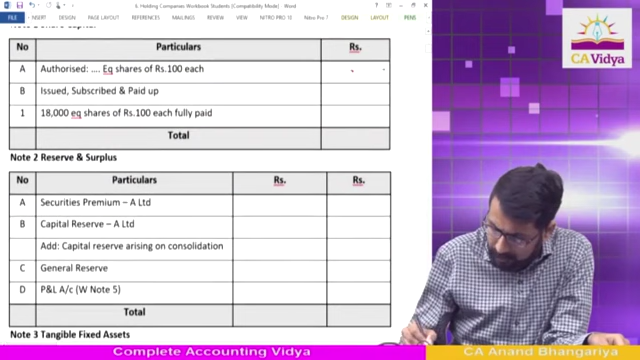 6. Holding Companies Workbook Students [Compatibility Mode] - Word
FILE HOME INSERT DESIGN PAGE LAYOUT REFERENCES MAILINGS REVIEW VIEW NITRO PRO 10 Nitro Pro 7 DESIGN LAYOUT PENS
No Particulars Rs.
A Authorised: .... Eq shares of Rs.100 each
B Issued, Subscribed & Paid up
1 18,000 eq shares of Rs.100 each fully paid
Total
Note 2 Reserve & Surplus
No Particulars Rs. Rs.
A Securities Premium – A Ltd
B Capital Reserve – A Ltd
Add: Capital reserve arising on consolidation
C General Reserve
D P&L A/c (W Note 5)
Total
Note 3 Tangible Fixed Assets
CA Vidya
Complete Accounting Vidya
CA Anand Bhangariya